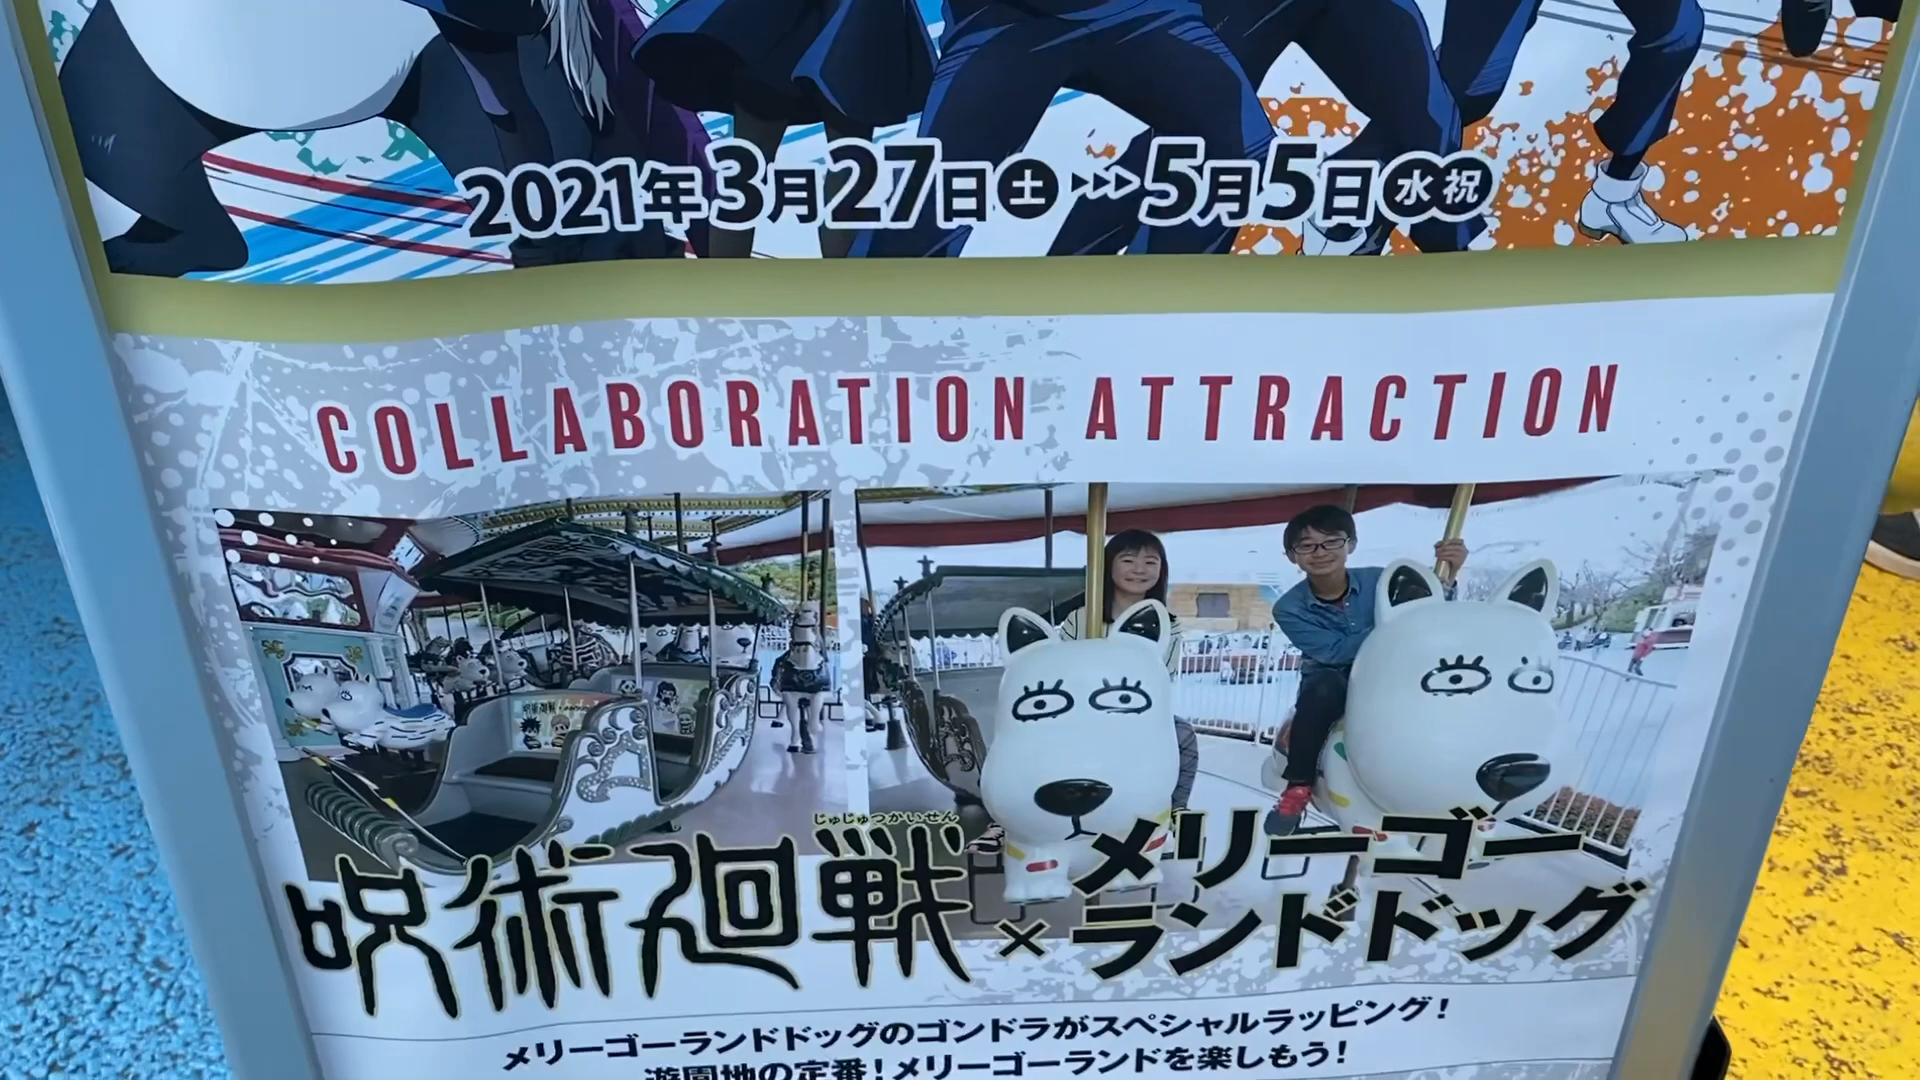 2021年3月27日土▶▶▶5月5日水祝
COLLABORATION ATTRACTION
じゅじゅつかいせん
呪術廻戦×メリーゴー
ランドドッグ
メリーゴーランドドッグのゴンドラがスペシャルラッピング!
遊園地の定番!メリーゴーランドを楽しもう!